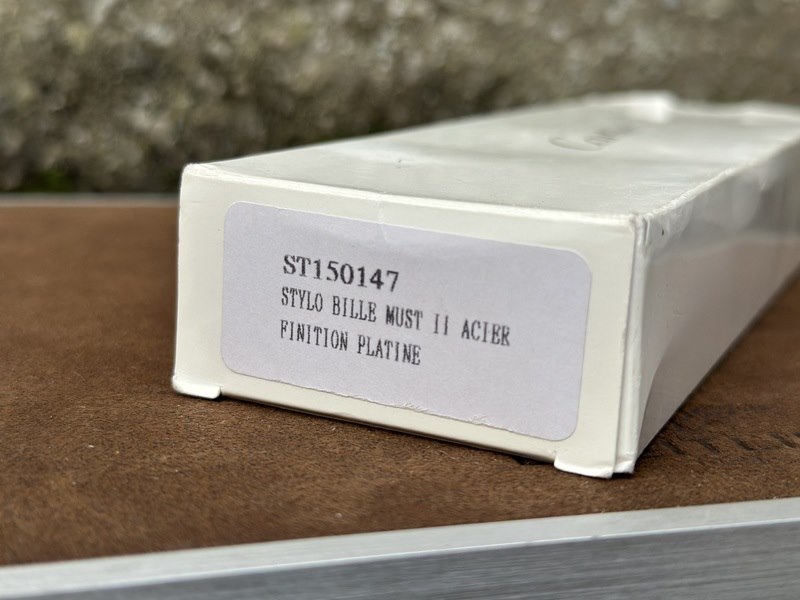 ST150147
STYLO BILLE MUST II ACIER
FINITION PLATINE